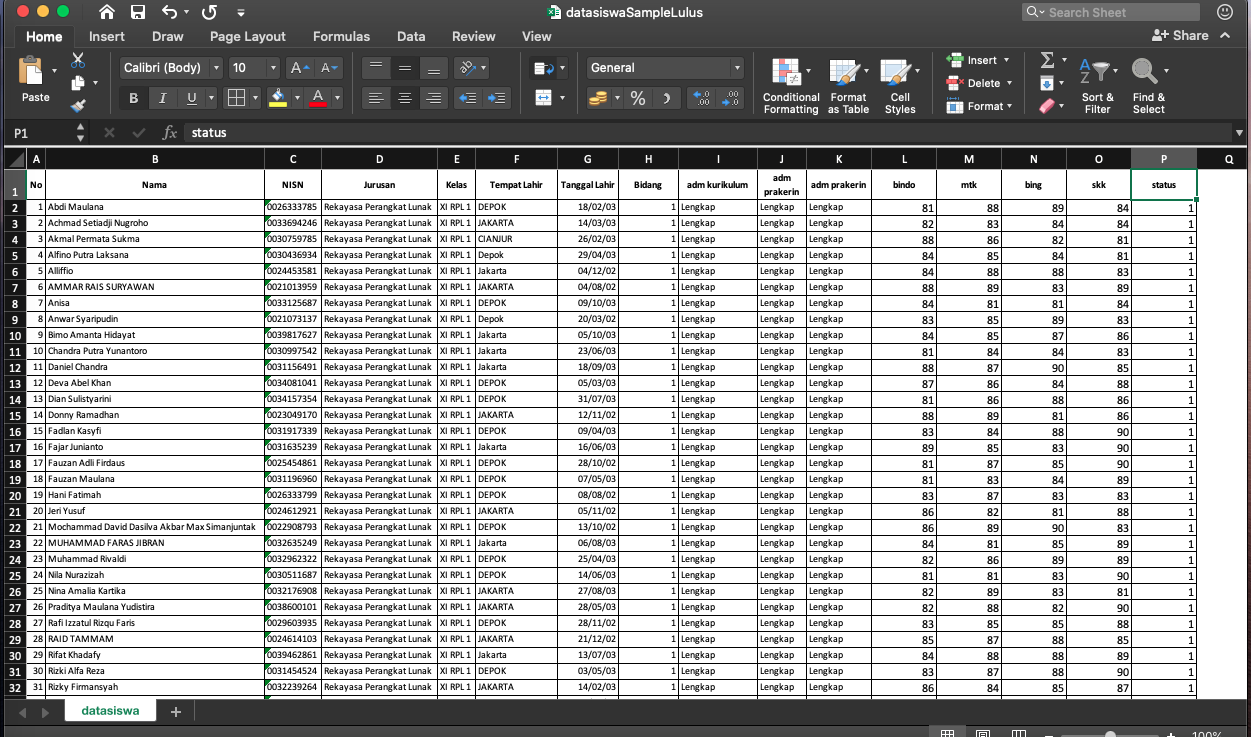 datasiswaSampleLulus
Search Sheet
Home Insert Draw Page Layout Formulas Data Review View Share
Paste
Calibri (Body) 10 A A
B I U A
General
%
Conditional Formatting
Format as Table
Cell Styles
Insert
Delete
Format
Sort & Filter
Find & Select
P1 fx status
A B C D E F G H I J K L M N O P Q
1 No Nama NISN Jurusan Kelas Tempat Lahir Tanggal Lahir Bidang adm kurikulum adm prakerin adm prakerin bindo mtk bing skk status
2 1 Abdi Maulana 0026333785 Rekayasa Perangkat Lunak XI RPL 1 DEPOK 18/02/03 1 Lengkap Lengkap Lengkap 81 88 89 84 1
3 2 Achmad Setiadji Nugroho 0033694246 Rekayasa Perangkat Lunak XI RPL 1 JAKARTA 14/03/03 1 Lengkap Lengkap Lengkap 82 83 84 84 1
4 3 Akmal Permata Sukma 0030759785 Rekayasa Perangkat Lunak XI RPL 1 CIANJUR 26/02/03 1 Lengkap Lengkap Lengkap 88 86 82 81 1
5 4 Alfino Putra Laksana 0030436934 Rekayasa Perangkat Lunak XI RPL 1 Depok 29/04/03 1 Lengkap Lengkap Lengkap 84 85 84 81 1
6 5 Alliffio 0024453581 Rekayasa Perangkat Lunak XI RPL 1 Jakarta 04/12/02 1 Lengkap Lengkap Lengkap 84 88 88 83 1
7 6 AMMAR RAIS SURYAWAN 0021013959 Rekayasa Perangkat Lunak XI RPL 1 JAKARTA 04/08/02 1 Lengkap Lengkap Lengkap 88 89 83 89 1
8 7 Anisa 0033125687 Rekayasa Perangkat Lunak XI RPL 1 DEPOK 09/10/03 1 Lengkap Lengkap Lengkap 84 81 81 84 1
9 8 Anwar Syaripudin 0021073137 Rekayasa Perangkat Lunak XI RPL 1 Depok 20/03/02 1 Lengkap Lengkap Lengkap 83 85 89 83 1
10 9 Bimo Amanta Hidayat 0039817627 Rekayasa Perangkat Lunak XI RPL 1 Jakarta 05/10/03 1 Lengkap Lengkap Lengkap 84 85 87 86 1
11 10 Chandra Putra Yunantoro 0030997542 Rekayasa Perangkat Lunak XI RPL 1 Jakarta 23/06/03 1 Lengkap Lengkap Lengkap 81 84 84 83 1
12 11 Daniel Chandra 0031156491 Rekayasa Perangkat Lunak XI RPL 1 Jakarta 18/09/03 1 Lengkap Lengkap Lengkap 88 87 90 85 1
13 12 Deva Abel Khan 0034081041 Rekayasa Perangkat Lunak XI RPL 1 DEPOK 05/03/03 1 Lengkap Lengkap Lengkap 87 86 84 88 1
14 13 Dian Sulistyarini 0034157354 Rekayasa Perangkat Lunak XI RPL 1 DEPOK 31/07/03 1 Lengkap Lengkap Lengkap 81 86 88 86 1
15 14 Donny Ramadhan 0023049170 Rekayasa Perangkat Lunak XI RPL 1 JAKARTA 12/11/02 1 Lengkap Lengkap Lengkap 88 89 81 86 1
16 15 Fadlan Kasyfi 0031917339 Rekayasa Perangkat Lunak XI RPL 1 DEPOK 09/04/03 1 Lengkap Lengkap Lengkap 83 84 88 90 1
17 16 Fajar Junianto 0031635239 Rekayasa Perangkat Lunak XI RPL 1 Jakarta 16/06/03 1 Lengkap Lengkap Lengkap 89 85 83 90 1
18 17 Fauzan Adli Firdaus 0025454861 Rekayasa Perangkat Lunak XI RPL 1 DEPOK 28/10/02 1 Lengkap Lengkap Lengkap 81 87 85 90 1
19 18 Fauzan Maulana 0031196960 Rekayasa Perangkat Lunak XI RPL 1 DEPOK 07/05/03 1 Lengkap Lengkap Lengkap 81 83 84 89 1
20 19 Hani Fatimah 0026333799 Rekayasa Perangkat Lunak XI RPL 1 DEPOK 08/08/02 1 Lengkap Lengkap Lengkap 83 87 83 83 1
21 20 Jeri Yusuf 0024612921 Rekayasa Perangkat Lunak XI RPL 1 JAKARTA 05/11/02 1 Lengkap Lengkap Lengkap 86 82 81 88 1
22 21 Mochammad David Dasilva Akbar Max Simanjuntak 0022908793 Rekayasa Perangkat Lunak XI RPL 1 DEPOK 13/10/02 1 Lengkap Lengkap Lengkap 86 89 90 83 1
23 22 MUHAMMAD FARAS JIBRAN 0032635249 Rekayasa Perangkat Lunak XI RPL 1 Jakarta 06/08/03 1 Lengkap Lengkap Lengkap 84 81 85 89 1
24 23 Muhammad Rivaldi 0032962322 Rekayasa Perangkat Lunak XI RPL 1 DEPOK 25/04/03 1 Lengkap Lengkap Lengkap 82 86 89 89 1
25 24 Nila Nurazizah 0030511687 Rekayasa Perangkat Lunak XI RPL 1 DEPOK 14/06/03 1 Lengkap Lengkap Lengkap 81 81 83 90 1
26 25 Nina Amalia Kartika 0032176908 Rekayasa Perangkat Lunak XI RPL 1 JAKARTA 27/08/03 1 Lengkap Lengkap Lengkap 82 89 83 81 1
27 26 Praditya Maulana Yudistira 0038600101 Rekayasa Perangkat Lunak XI RPL 1 JAKARTA 28/05/03 1 Lengkap Lengkap Lengkap 82 88 82 90 1
28 27 Rafi Izzatul Rizqu Faris 0029603935 Rekayasa Perangkat Lunak XI RPL 1 DEPOK 28/11/02 1 Lengkap Lengkap Lengkap 83 85 85 88 1
29 28 RAID TAMMAM 0024614103 Rekayasa Perangkat Lunak XI RPL 1 JAKARTA 21/12/02 1 Lengkap Lengkap Lengkap 85 87 88 85 1
30 29 Rifat Khadafy 0039462861 Rekayasa Perangkat Lunak XI RPL 1 Jakarta 13/07/03 1 Lengkap Lengkap Lengkap 84 88 88 89 1
31 30 Rizki Alfa Reza 0031454524 Rekayasa Perangkat Lunak XI RPL 1 DEPOK 03/05/03 1 Lengkap Lengkap Lengkap 83 87 88 90 1
32 31 Rizky Firmansyah 0032239264 Rekayasa Perangkat Lunak XI RPL 1 JAKARTA 14/02/03 1 Lengkap Lengkap Lengkap 86 84 85 87 1
datasiswa +
100%